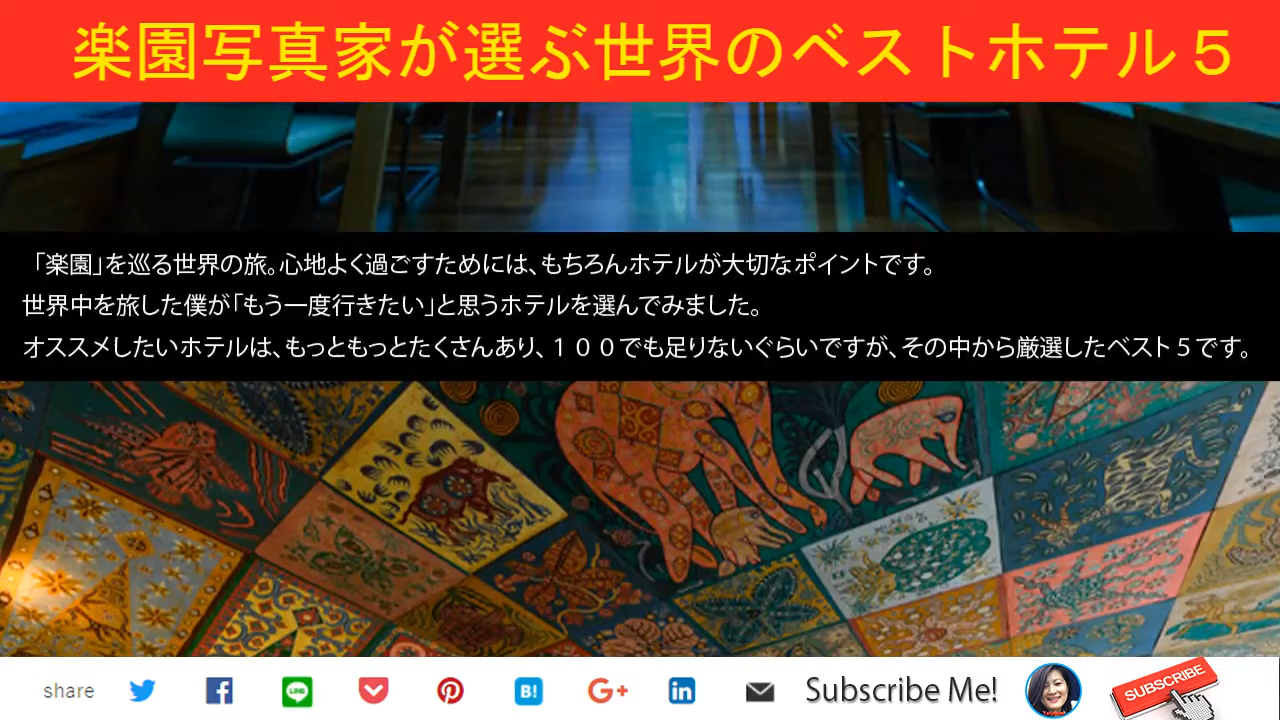 楽園写真家が選ぶ世界のベストホテル５
「楽園」を巡る世界の旅。心地よく過ごすためには、もちろんホテルが大切なポイントです。
世界中を旅した僕が「もう一度行きたい」と思うホテルを選んでみました。
オススメしたいホテルは、もっともっとたくさんあり、１００でも足りないぐらいですが、その中から厳選したベスト５です。
share LINE B! G+ in Subscribe Me! SUBSCRIBE